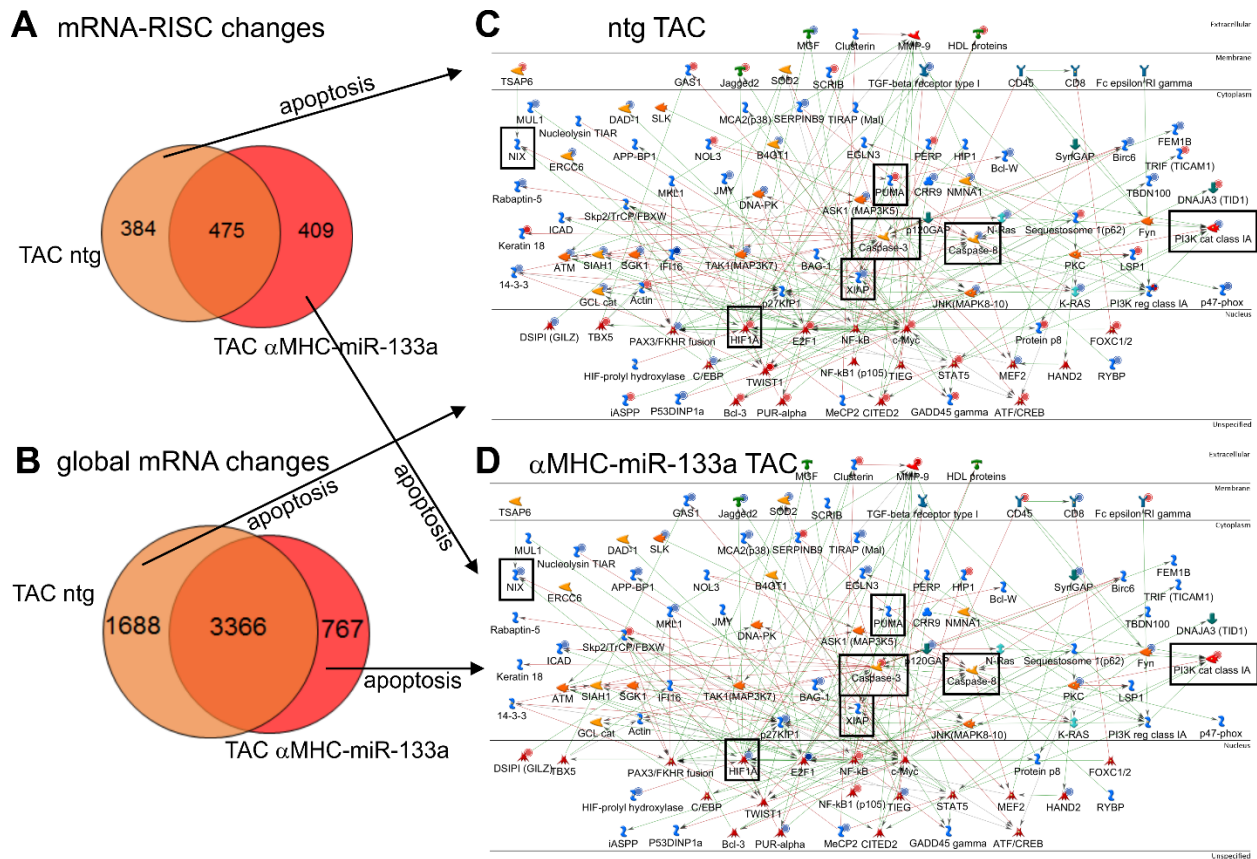 A mRNA-RISC changes
apoptosis
384 475 409
TAC ntg
TAC αMHC-miR-133a
B global mRNA changes
apoptosis
apoptosis
TAC ntg
1688 3366 767
apoptosis
TAC αMHC-miR-133a
C ntg TAC
Extracellular
MGF Clusterin MMP-9 HDL proteins
Membrane
TSAP6 GAS1 Jagged2 SOD2 SCRIB TGF-beta receptor type I CD45 CD8 Fc epsilon RI gamma
Cytoplasm
MUL1 DAD-1 SLK MCA2(p38) SERPINB9 TIRAP (Mal)
Nucleolysin TIAR FEM1B
NIX APP-BP1 NOL3 B4GT1 EGLN3 PERP HIP1 SynGAP Birc6 TRIF (TICAM1)
ERCC6 Bcl-W
Rabaptin-5 MKL1 JMY DNA-PK PUMA CRR9 NMNA1 TBDN100 DNAJA3 (TID1)
Skp2/TrCP/FBXW ASK1 (MAP3K5)
Keratin 18 ICAD p120GAP N-Ras Sequestosome 1(p62) Fyn PI3K cat class IA
ATM SIAH1 SGK1 IFI16 TAK1(MAP3K7) BAG-1 Caspase-3 Caspase-8 PKC LSP1
14-3-3 GCL cat Actin p27KIP1 XIAP JNK(MAPK8-10) K-RAS PI3K reg class IA p47-phox
Nucleus
DSIPI (GILZ) TBX5 PAX3/FKHR fusion HIF1A E2F1 NF-kB c-Myc Protein p8 FOXC1/2
HIF-prolyl hydroxylase C/EBP TWIST1 NF-kB1 (p105) TIEG STAT5 MEF2 HAND2 RYBP
iASPP P53DINP1a Bcl-3 PUR-alpha MeCP2 CITED2 GADD45 gamma ATF/CREB
Unspecified
D αMHC-miR-133a TAC
Extracellular
MGF Clusterin MMP-9 HDL proteins
Membrane
TSAP6 GAS1 Jagged2 SOD2 SCRIB TGF-beta receptor type I CD45 CD8 Fc epsilon RI gamma
Cytoplasm
MUL1 DAD-1 SLK MCA2(p38) SERPINB9 TIRAP (Mal)
Nucleolysin TIAR FEM1B
NIX APP-BP1 NOL3 B4GT1 EGLN3 PERP HIP1 SynGAP Birc6 TRIF (TICAM1)
ERCC6 Bcl-W
Rabaptin-5 MKL1 JMY DNA-PK PUMA CRR9 NMNA1 TBDN100 DNAJA3 (TID1)
Skp2/TrCP/FBXW ASK1 (MAP3K5)
Keratin 18 ICAD p120GAP N-Ras Sequestosome 1(p62) Fyn PI3K cat class IA
ATM SIAH1 SGK1 IFI16 TAK1(MAP3K7) BAG-1 Caspase-3 Caspase-8 PKC LSP1
14-3-3 GCL cat Actin p27KIP1 XIAP JNK(MAPK8-10) K-RAS PI3K reg class IA p47-phox
Nucleus
DSIPI (GILZ) TBX5 PAX3/FKHR fusion HIF1A E2F1 NF-kB c-Myc Protein p8 FOXC1/2
HIF-prolyl hydroxylase C/EBP TWIST1 NF-kB1 (p105) TIEG STAT5 MEF2 HAND2 RYBP
iASPP P53DINP1a Bcl-3 PUR-alpha MeCP2 CITED2 GADD45 gamma ATF/CREB
Unspecified